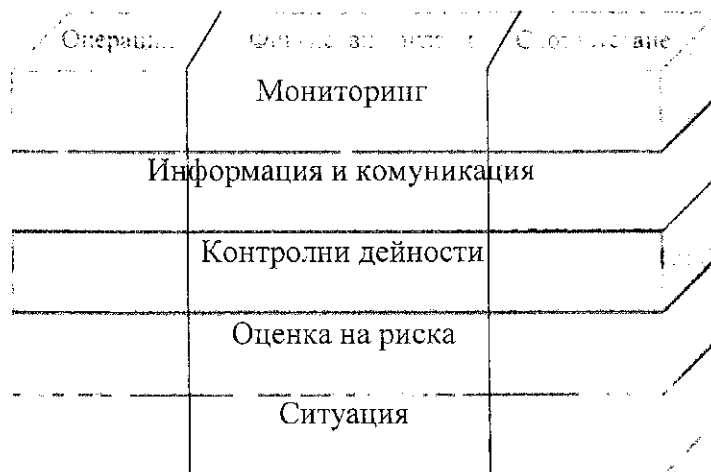 Мониторинг
Информация и комуникация
Контролни дейности
Оценка на риска
Ситуация